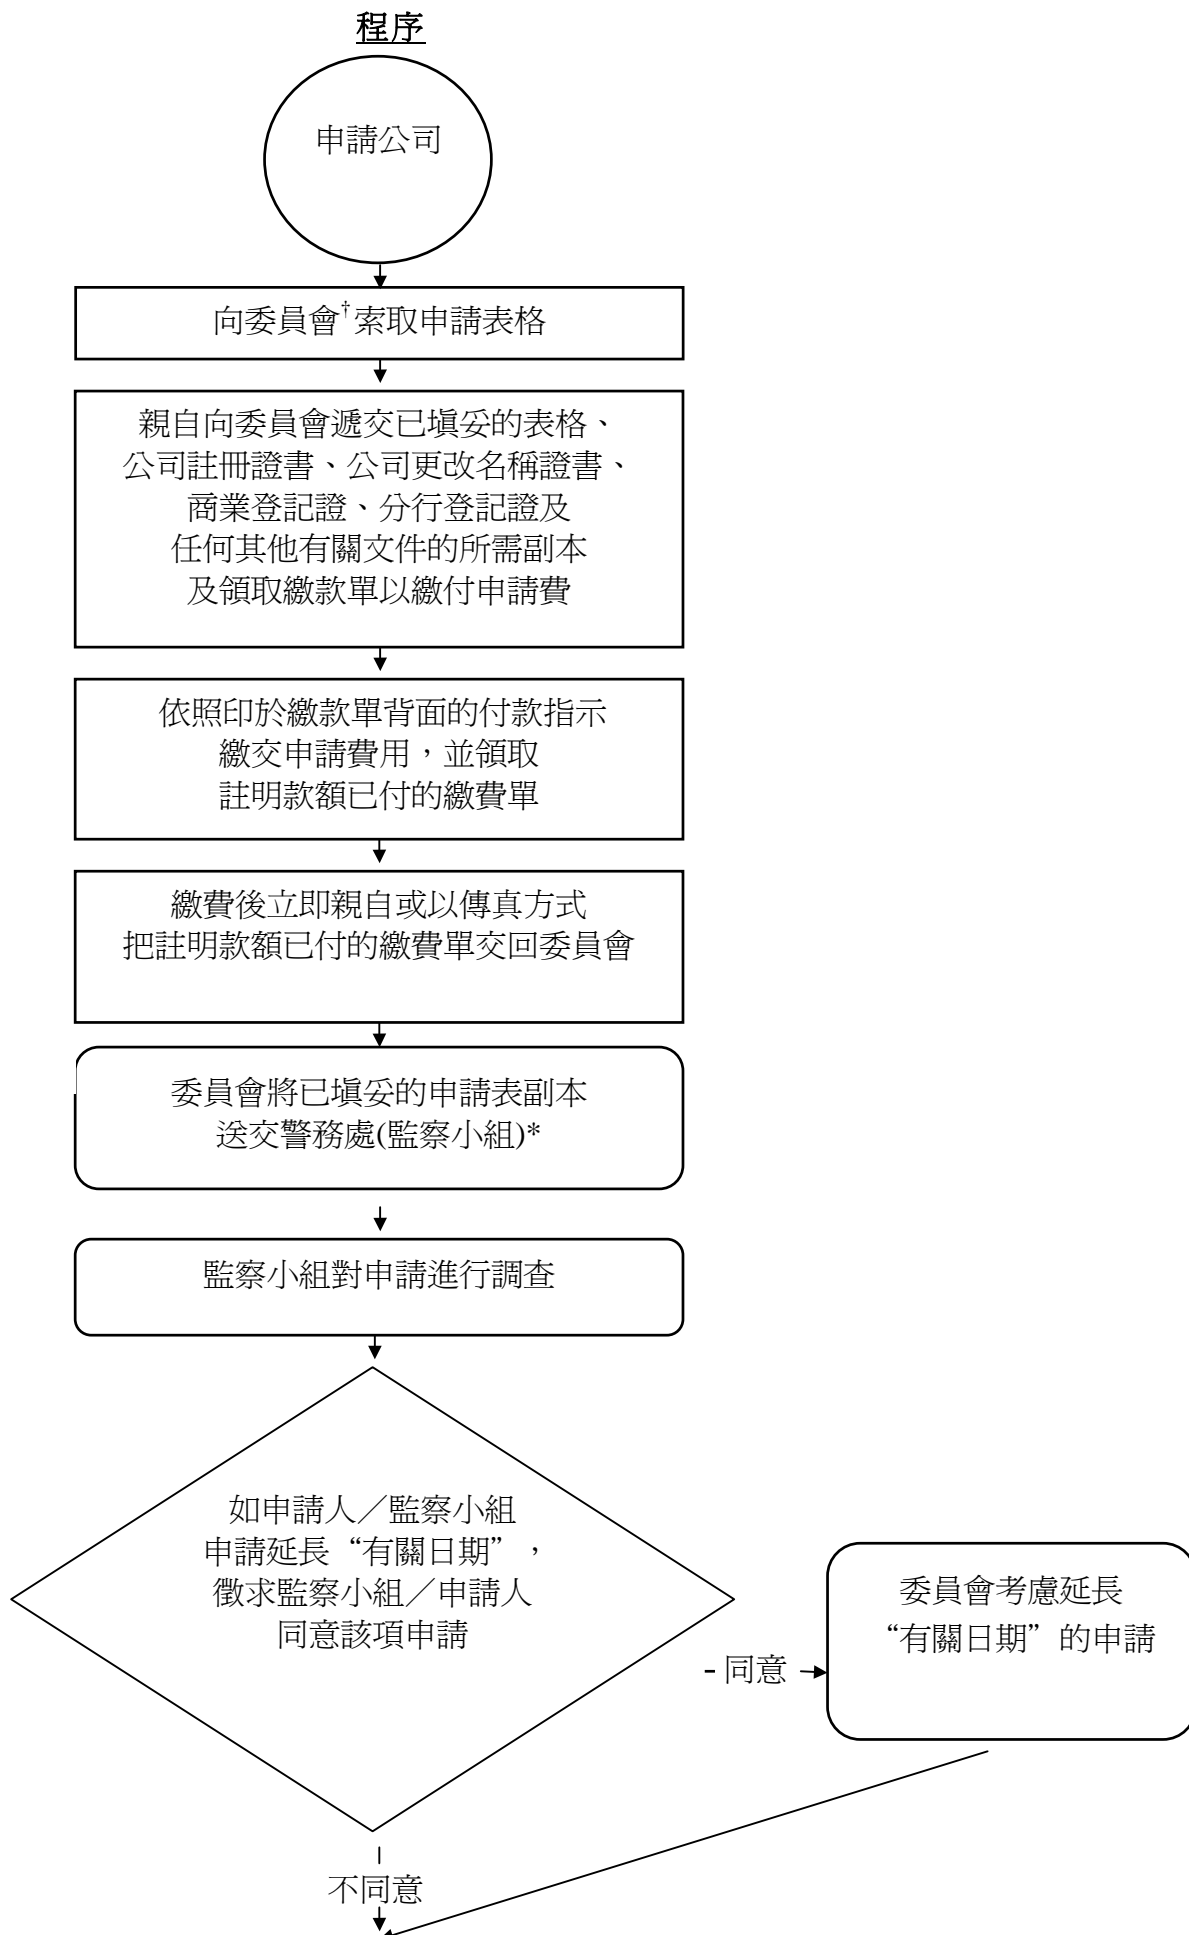 程序
申請公司
向委員會†索取申請表格
親自向委員會遞交已填妥的表格、
公司註冊證書、公司更改名稱證書、
商業登記證、分行登記證及
任何其他有關文件的所需副本
及領取繳款單以繳付申請費
依照印於繳款單背面的付款指示
繳交申請費用，並領取
註明款額已付的繳費單
繳費後立即親自或以傳真方式
把註明款額已付的繳費單交回委員會
委員會將已填妥的申請表副本
送交警務處(監察小組)*
監察小組對申請進行調查
如申請人／監察小組
申請延長“有關日期”，
徵求監察小組／申請人
同意該項申請
- 同意
委員會考慮延長
“有關日期”的申請
不同意